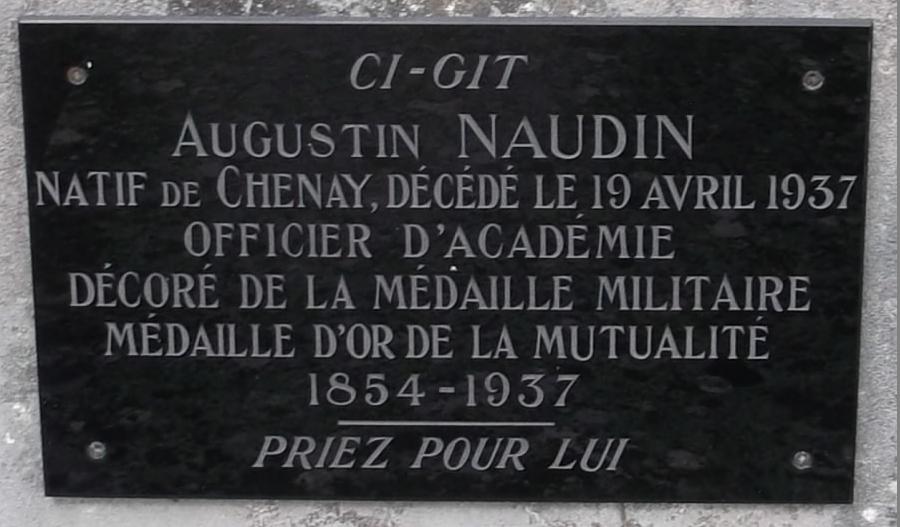 CI-GIT
AUGUSTIN NAUDIN
NATIF DE CHENAY, DÉCÉDÉ LE 19 AVRIL 1937
OFFICIER D'ACADÉMIE
DÉCORÉ DE LA MÉDAILLE MILITAIRE
MÉDAILLE D'OR DE LA MUTUALITÉ
1854-1937
PRIEZ POUR LUI